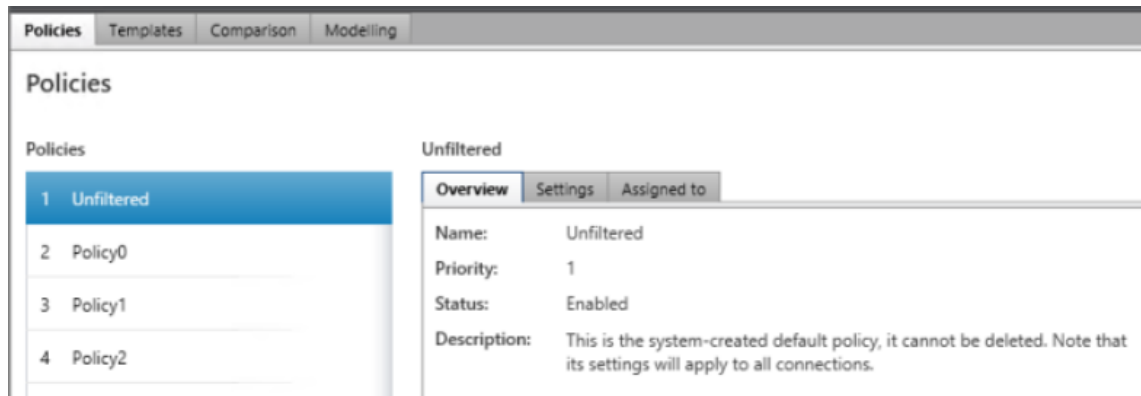 Policies Templates Comparison Modelling
Policies
Policies
1 Unfiltered
2 Policy0
3 Policy1
4 Policy2
Unfiltered
Overview Settings Assigned to
Name: Unfiltered
Priority: 1
Status: Enabled
Description: This is the system-created default policy, it cannot be deleted. Note that
its settings will apply to all connections.